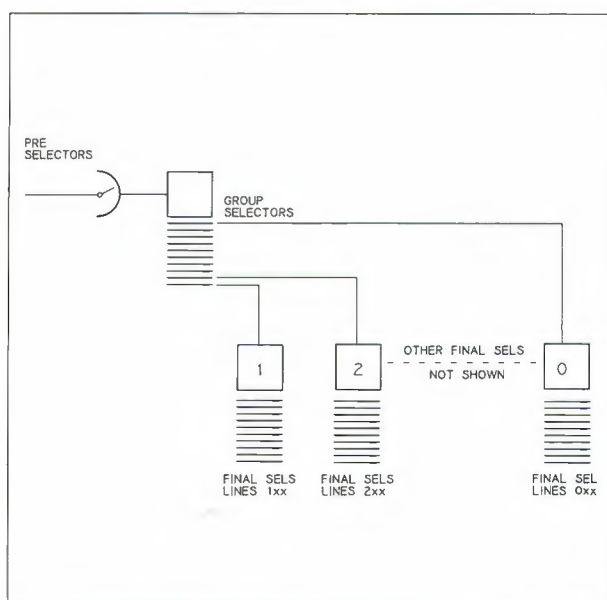 PRE
SELECTORS
GROUP
SELECTORS
OTHER FINAL SELS
NOT SHOWN
1
2
0
FINAL SELS
LINES 1xx
FINAL SELS
LINES 2xx
FINAL SEL
LINES 0xx